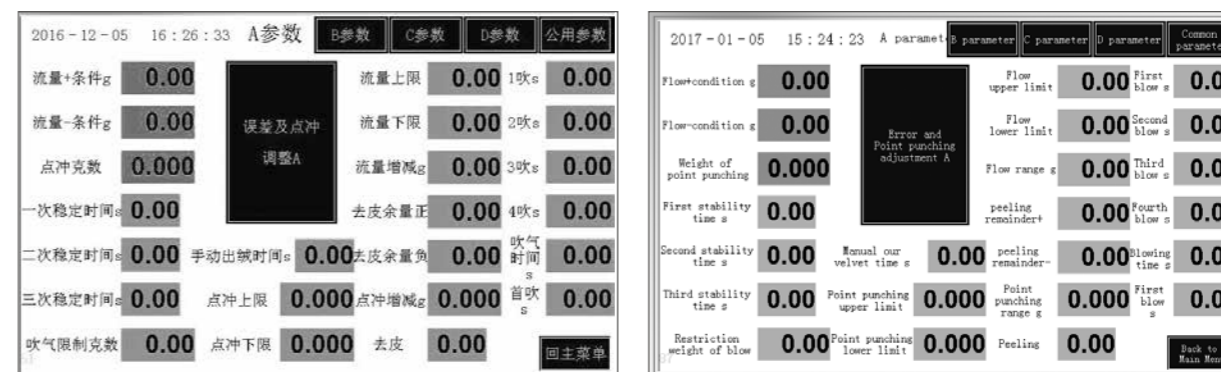 2016-12-05 16:26:33 A参数 B参数 C参数 D参数 公用参数
流量+条件g 0.00 流量上限 0.00 1吹s 0.00
流量-条件g 0.00 误差及点冲 流量下限 0.00 2吹s 0.00
点冲克数 0.000 调整A 流量增减g 0.00 3吹s 0.00
一次稳定时间s 0.00 去皮余量正 0.00 4吹s 0.00
二次稳定时间s 0.00 手动出绒时间s 0.00 去皮余量负 0.00 吹气时间s 0.00
三次稳定时间s 0.00 点冲上限 0.000 点冲增减g 0.000 首吹s 0.00
吹气限制克数 0.00 点冲下限 0.000 去皮 0.00 回主菜单
2017-01-05 15:24:23 A paramet B parameter C parameter D parameter Common paramete
Flow+condition g 0.00 Flow upper limit 0.00 First blow s 0.0
Flow-condition g 0.00 Error and Point punching adjustment A Flow lower limit 0.00 Second blow s 0.0
Weight of point punching 0.000 Flow range g 0.00 Third blow s 0.0
First stability time s 0.00 peeling remainder+ 0.00 Fourth blow s 0.0
Second stability time s 0.00 Manual our velvet time s 0.00 peeling remainder- 0.00 Blowing time s 0.0
Third stability time s 0.00 Point punching upper limit 0.000 Point punching range g 0.000 First blow s 0.0
Restriction weight of blow 0.00 Point punching lower limit 0.000 Peeling 0.00 Back to Main Men